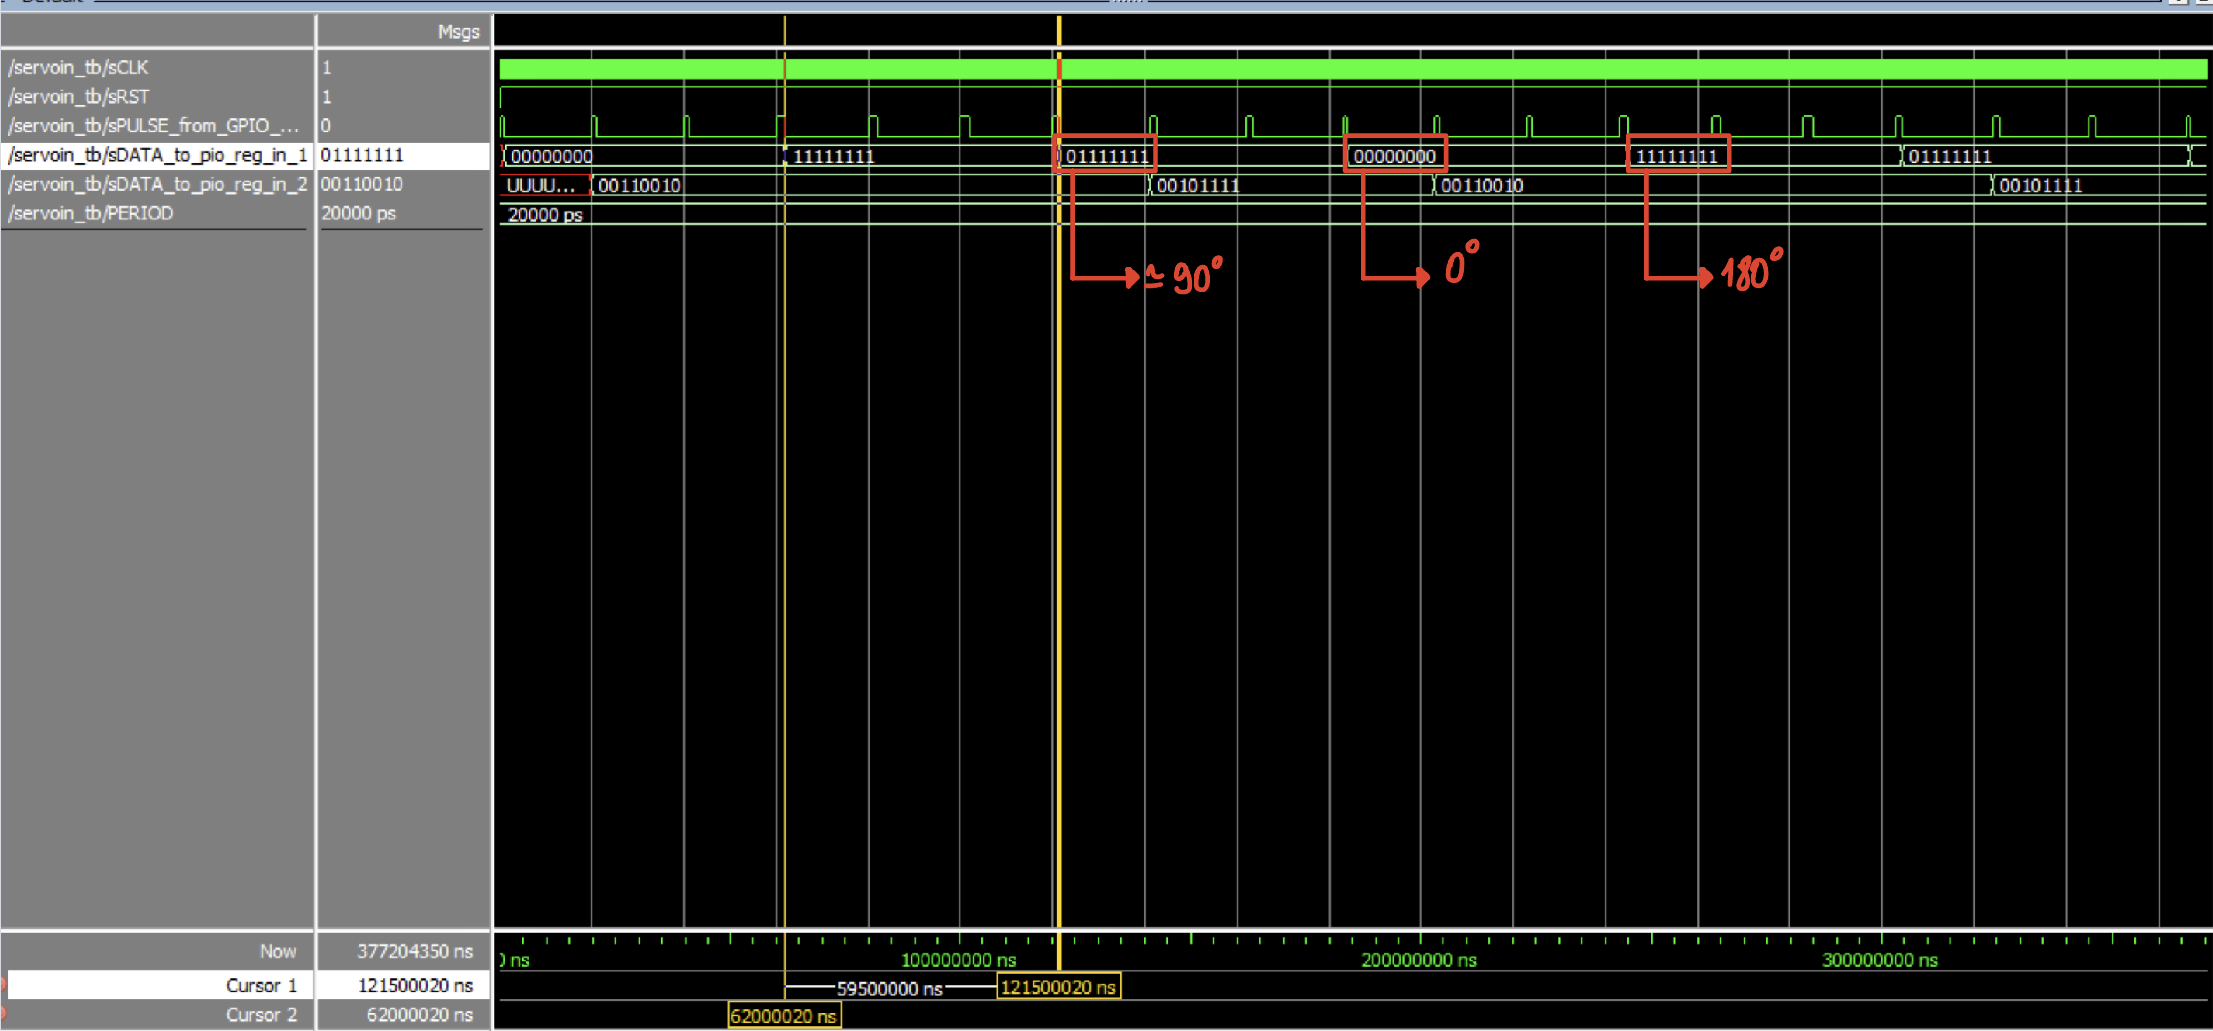 Msgs
/servoin_tb/sCLK 1
/servoin_tb/sRST 1
/servoin_tb/sPULSE_from_GPIO_... 0
/servoin_tb/sDATA_to_pio_reg_in_1 01111111 00000000 11111111 01111111 00000000 11111111 01111111
/servoin_tb/sDATA_to_pio_reg_in_2 00110010 UUUU... 00110010 00101111 00110010 00101111
/servoin_tb/PERIOD 20000 ps 20000 ps
≃ 90° 0° 180°
Now 377204350 ns ns 100000000 ns 200000000 ns 300000000 ns
Cursor 1 121500020 ns 59500000 ns 121500020 ns
Cursor 2 62000020 ns 62000020 ns